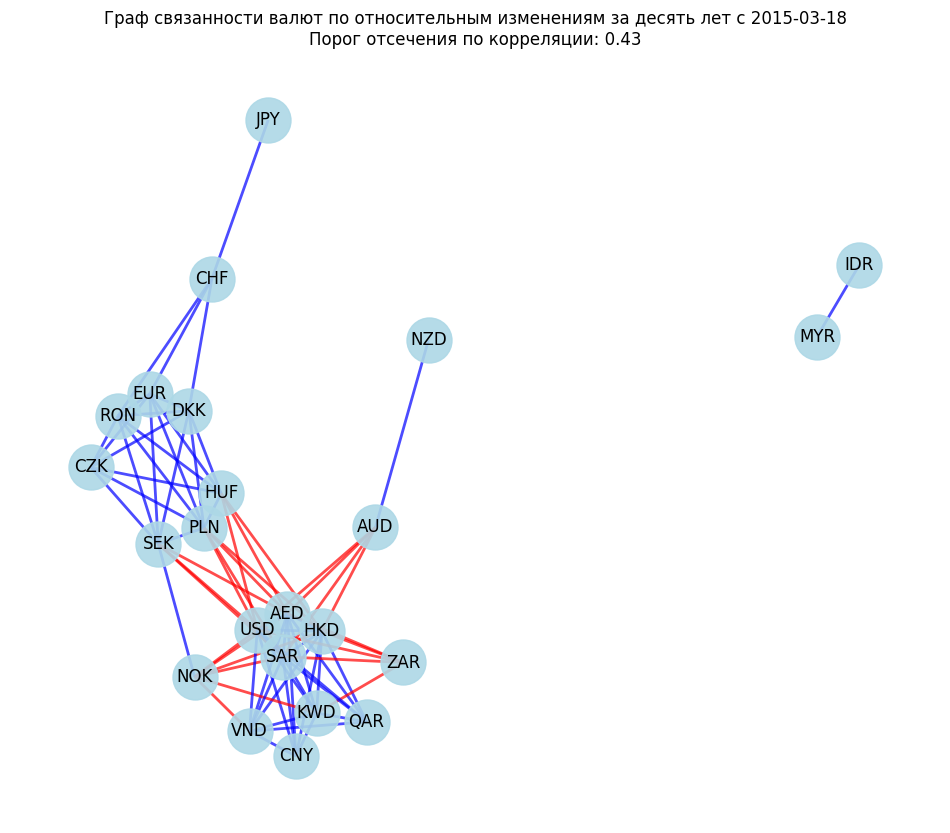 Граф связанности валют по относительным изменениям за десять лет с 2015-03-18
Порог отсечения по корреляции: 0.43
JPY
IDR
CHF
MYR
NZD
EUR
DKK
RON
CZK
HUF
PLN
AUD
SEK
AED
USD
HKD
SAR
ZAR
NOK
KWD
QAR
VND
CNY